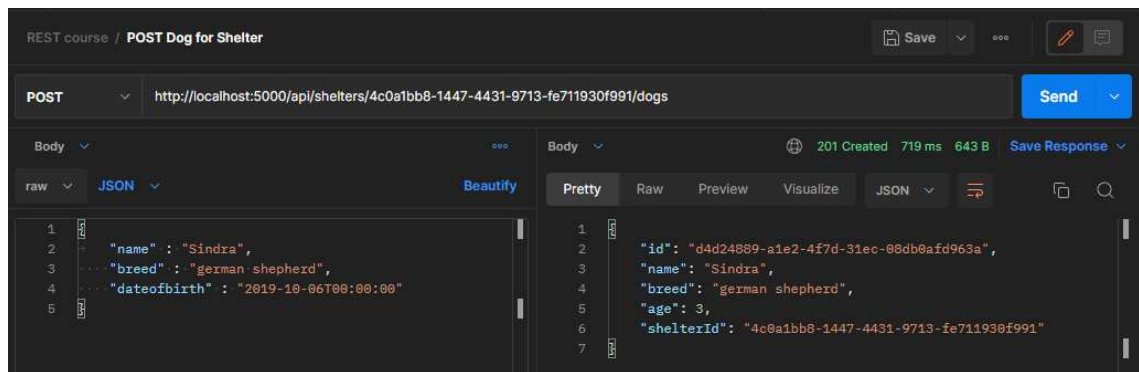 REST course / POST Dog for Shelter Save ooo
POST http://localhost:5000/api/shelters/4c0a1bb8-1447-4431-9713-fe711930f991/dogs Send
Body ooo
raw JSON Beautify
1 {
2 "name" : "Sindra",
3 "breed" : "german shepherd",
4 "dateofbirth" : "2019-10-06T00:00:00"
5 }
Body 201 Created 719 ms 643 B Save Response
Pretty Raw Preview Visualize JSON
1 {
2 "id": "d4d24889-a1e2-4f7d-31ec-08db0afd963a",
3 "name": "Sindra",
4 "breed": "german shepherd",
5 "age": 3,
6 "shelterId": "4c0a1bb8-1447-4431-9713-fe711930f991"
7 }